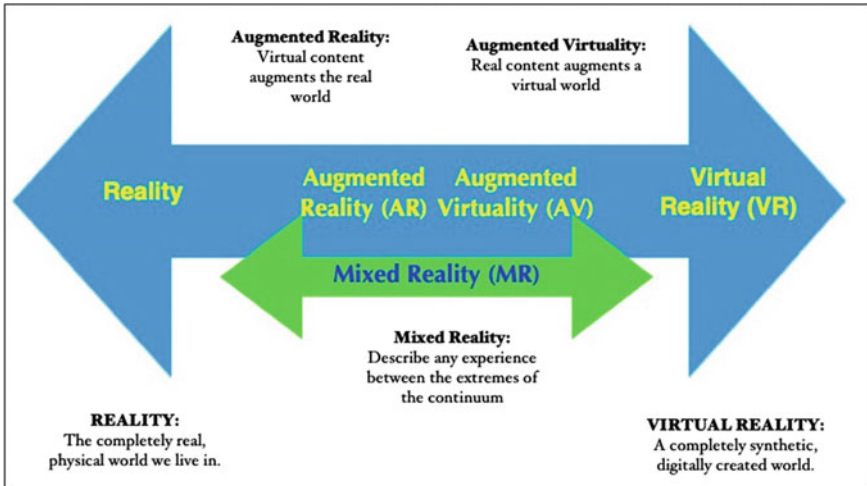 Augmented Reality:
Virtual content
augments the real
world
Augmented Virtuality:
Real content augments a
virtual world
Reality
Augmented
Reality (AR)
Augmented
Virtuality (AV)
Virtual
Reality (VR)
Mixed Reality (MR)
Mixed Reality:
Describe any experience
between the extremes of
the continuum
REALITY:
The completely real,
physical world we live in.
VIRTUAL REALITY:
A completely synthetic,
digitally created world.